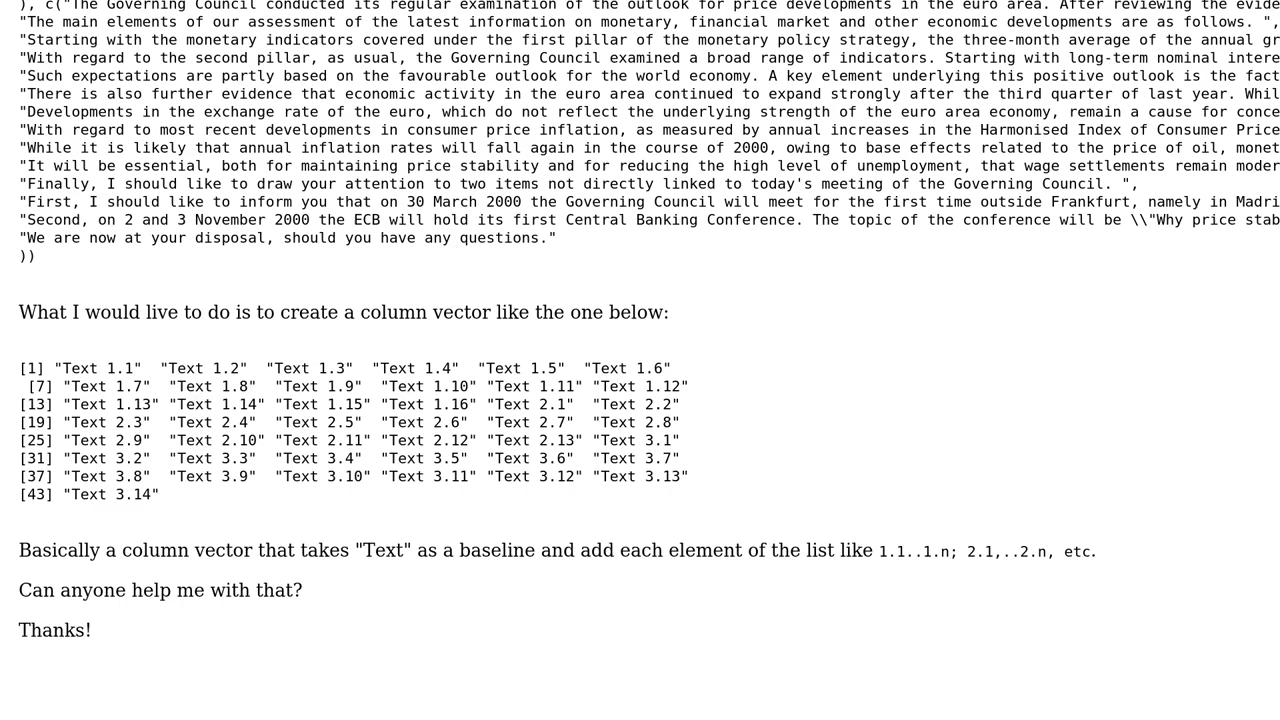 ), c("The Governing Council conducted its regular examination of the outlook for price developments in the euro area. After reviewing the evide
"The main elements of our assessment of the latest information on monetary, financial market and other economic developments are as follows. ",
"Starting with the monetary indicators covered under the first pillar of the monetary policy strategy, the three-month average of the annual gr
"With regard to the second pillar, as usual, the Governing Council examined a broad range of indicators. Starting with long-term nominal intere
"Such expectations are partly based on the favourable outlook for the world economy. A key element underlying this positive outlook is the fact
"There is also further evidence that economic activity in the euro area continued to expand strongly after the third quarter of last year. Whil
"Developments in the exchange rate of the euro, which do not reflect the underlying strength of the euro area economy, remain a cause for conce
"With regard to most recent developments in consumer price inflation, as measured by annual increases in the Harmonised Index of Consumer Price
"While it is likely that annual inflation rates will fall again in the course of 2000, owing to base effects related to the price of oil, monet
"It will be essential, both for maintaining price stability and for reducing the high level of unemployment, that wage settlements remain moder
"Finally, I should like to draw your attention to two items not directly linked to today's meeting of the Governing Council. ",
"First, I should like to inform you that on 30 March 2000 the Governing Council will meet for the first time outside Frankfurt, namely in Madri
"Second, on 2 and 3 November 2000 the ECB will hold its first Central Banking Conference. The topic of the conference will be \\"Why price stab
"We are now at your disposal, should you have any questions."
))
What I would live to do is to create a column vector like the one below:
[1] "Text 1.1"  "Text 1.2"  "Text 1.3"  "Text 1.4"  "Text 1.5"  "Text 1.6"
 [7] "Text 1.7"  "Text 1.8"  "Text 1.9"  "Text 1.10" "Text 1.11" "Text 1.12"
[13] "Text 1.13" "Text 1.14" "Text 1.15" "Text 1.16" "Text 2.1"  "Text 2.2"
[19] "Text 2.3"  "Text 2.4"  "Text 2.5"  "Text 2.6"  "Text 2.7"  "Text 2.8"
[25] "Text 2.9"  "Text 2.10" "Text 2.11" "Text 2.12" "Text 2.13" "Text 3.1"
[31] "Text 3.2"  "Text 3.3"  "Text 3.4"  "Text 3.5"  "Text 3.6"  "Text 3.7"
[37] "Text 3.8"  "Text 3.9"  "Text 3.10" "Text 3.11" "Text 3.12" "Text 3.13"
[43] "Text 3.14"
Basically a column vector that takes "Text" as a baseline and add each element of the list like 1.1..1.n; 2.1,..2.n, etc.
Can anyone help me with that?
Thanks!